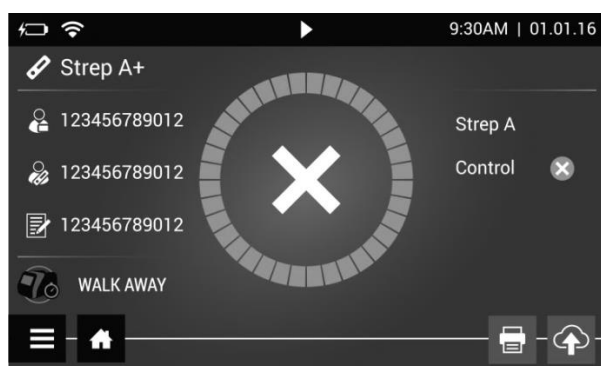 9:30AM | 01.01.16
Strep A+
123456789012
Strep A
123456789012
Control
123456789012
WALK AWAY